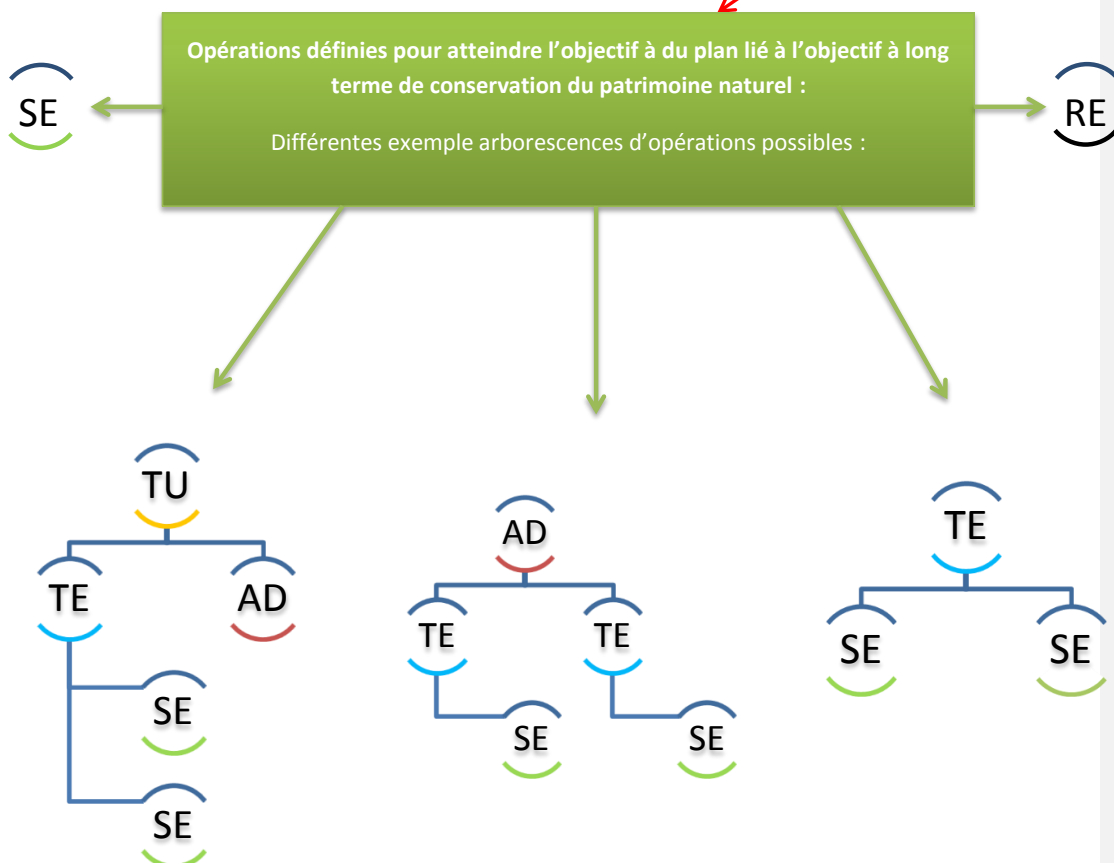 Opérations définies pour atteindre l'objectif à du plan lié à l'objectif à long
terme de conservation du patrimoine naturel :
Différentes exemple arborescences d'opérations possibles :
SE
RE
TU
TE
AD
SE
SE
AD
TE
TE
SE
SE
TE
SE
SE